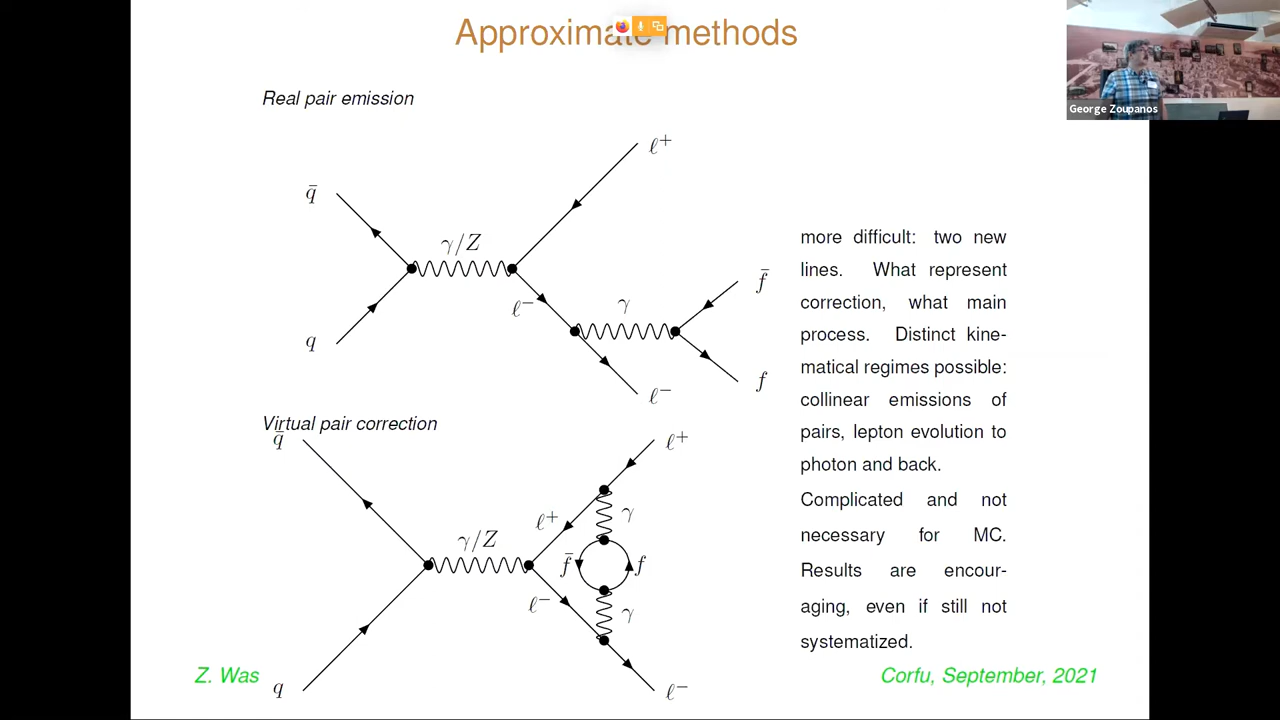 Approximate methods
George Zoupanos
Real pair emission
ℓ+
q̄
γ/Z
more difficult: two new
lines. What represent
f̄
correction, what main
ℓ−
γ
process. Distinct kine-
q
matical regimes possible:
f
ℓ−
collinear emissions of
Virtual pair correction
pairs, lepton evolution to
q̄
ℓ+
photon and back.
Complicated and not
γ
ℓ+
necessary for MC.
γ/Z
f̄
f
Results are encour-
ℓ−
γ
aging, even if still not
systematized.
Z. Was
Corfu, September, 2021
q
ℓ−